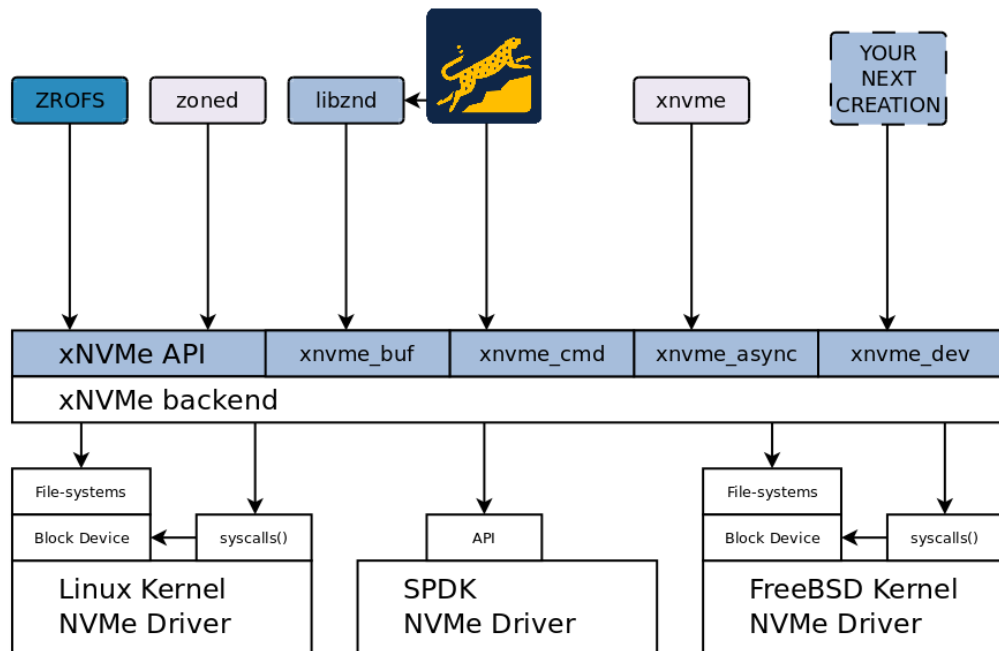 YOUR
NEXT
CREATION
ZROFS
zoned
libznd
xnvme
xNVMe API
xnvme_buf
xnvme_cmd
xnvme_async
xnvme_dev
xNVMe backend
File-systems
File-systems
Block Device
syscalls()
API
Block Device
syscalls()
Linux Kernel
NVMe Driver
SPDK
NVMe Driver
FreeBSD Kernel
NVMe Driver